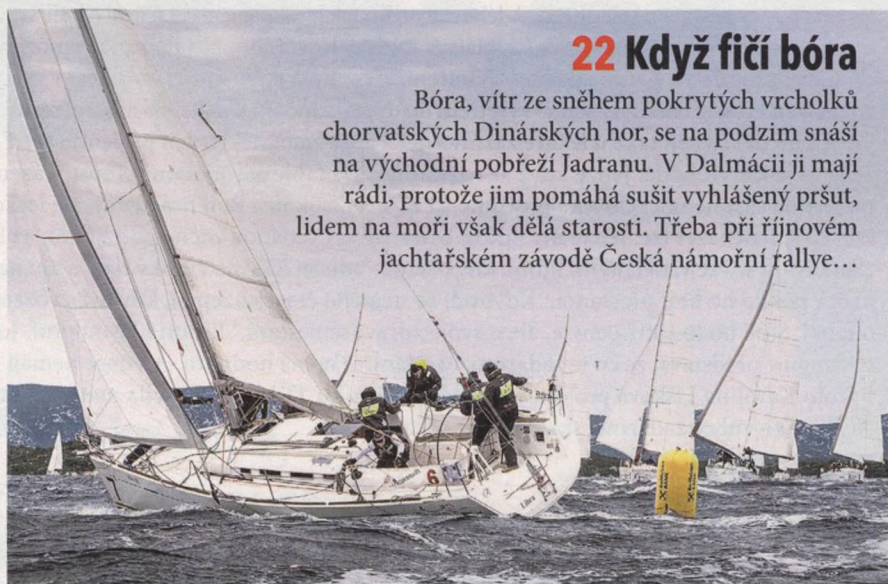 22 Když fičí bóra
Bóra, vítr ze sněhem pokrytých vrcholků
chorvatských Dinárských hor, se na podzim snáší
na východní pobřeží Jadranu. V Dalmácii ji mají
rádi, protože jim pomáhá sušit vyhlášený pršut,
lidem na moři však dělá starosti. Třeba při říjnovém
jachtařském závodě Česká námořní rallye…
6